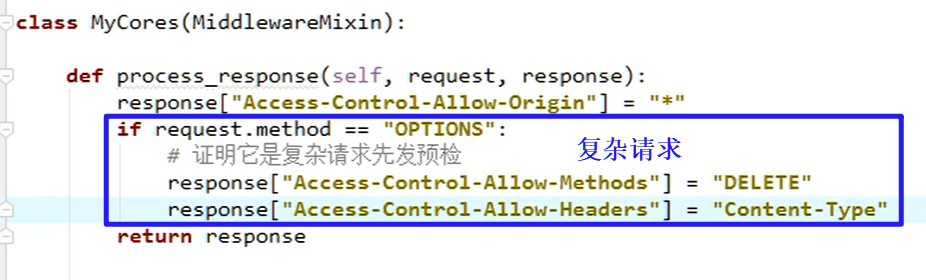 class MyCores(MiddlewareMixin):
def process_response(self, request, response):
response["Access-Control-Allow-Origin"] = "*"
if request.method == "OPTIONS":
# 证明它是复杂请求先发预检
复杂请求
response["Access-Control-Allow-Methods"] = "DELETE"
response["Access-Control-Allow-Headers"] = "Content-Type"
return response